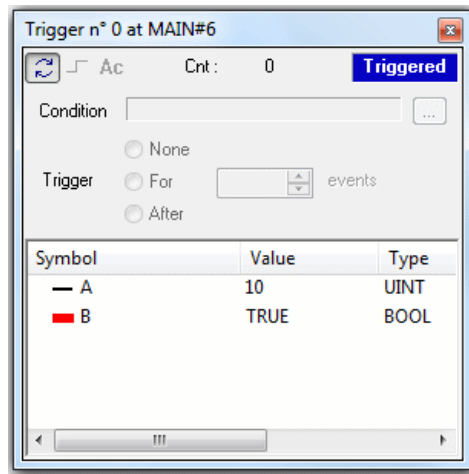 Trigger n° 0 at MAIN#6
Ac Cnt : 0 Triggered
Condition ...
None
Trigger For events
After
Symbol Value Type
A 10 UINT
B TRUE BOOL